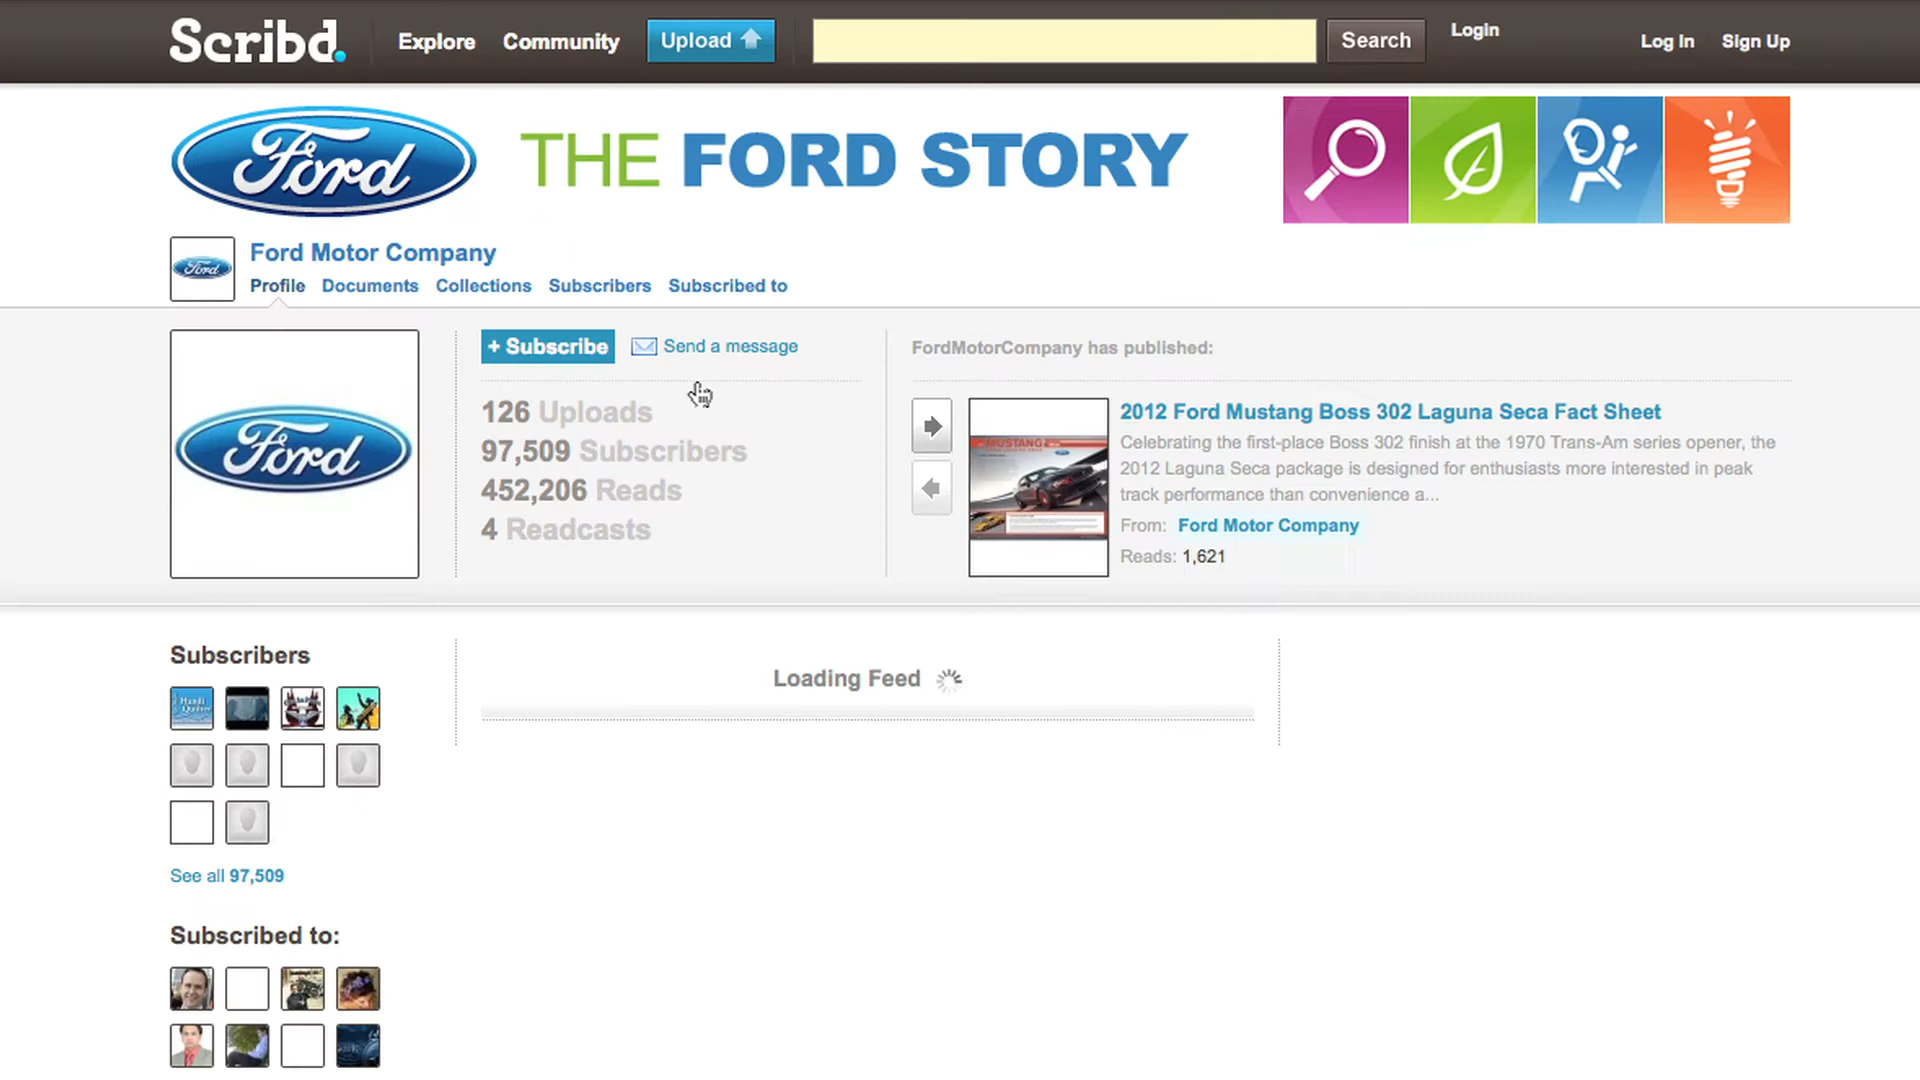 Scribd.
Explore
Community
Upload
Search
Login
Log In
Sign Up
Ford
THE FORD STORY
Ford
Ford Motor Company
Profile
Documents
Collections
Subscribers
Subscribed to
Ford
+ Subscribe
Send a message
126 Uploads
97,509 Subscribers
452,206 Reads
4 Readcasts
FordMotorCompany has published:
MUSTANG
2012 Ford Mustang Boss 302 Laguna Seca Fact Sheet
Celebrating the first-place Boss 302 finish at the 1970 Trans-Am series opener, the
2012 Laguna Seca package is designed for enthusiasts more interested in peak
track performance than convenience a...
From: Ford Motor Company
Reads: 1,621
Subscribers
Handi
Quilter
Loading Feed
See all 97,509
Subscribed to: